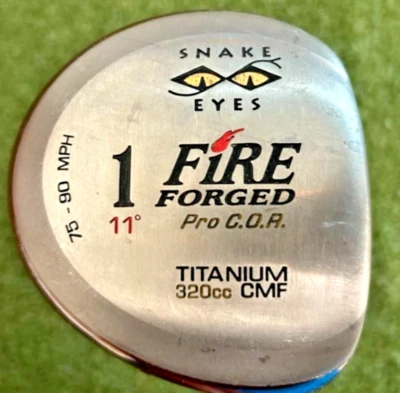 SNAKE
EYES
75 - 90 MPH
1
11°
FiRE
FORGED
Pro C.O.R.
TITANIUM
320cc CMF